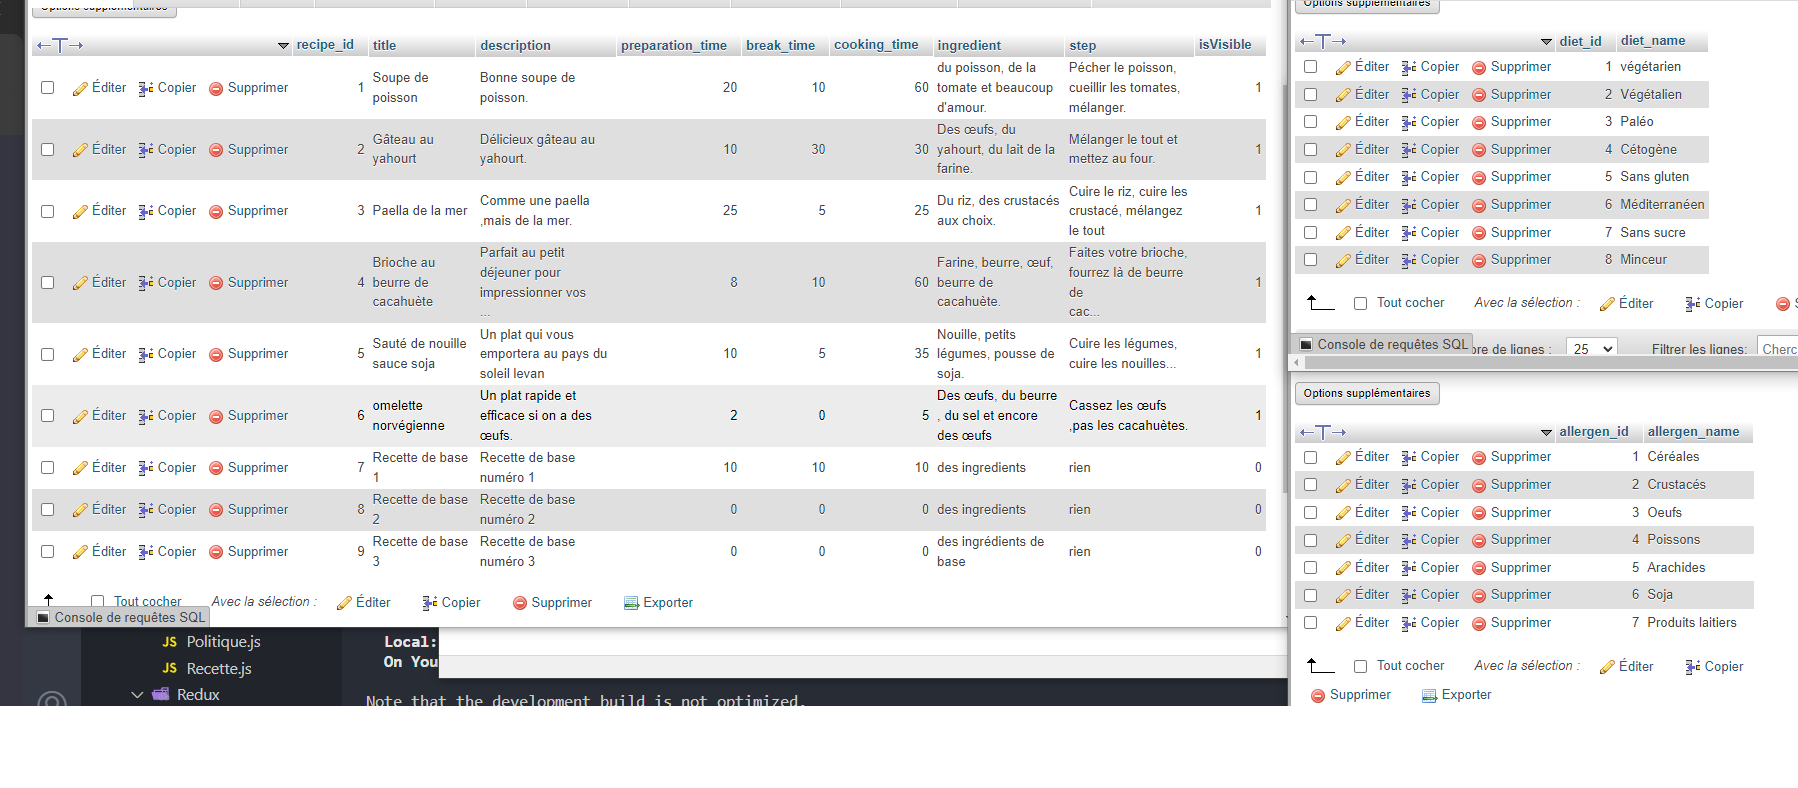 Options supplémentaires
recipe_id title description preparation_time break_time cooking_time ingredient step isVisible
Éditer Copier Supprimer 1 Soupe de poisson Bonne soupe de poisson. 20 10 60 du poisson, de la tomate et beaucoup d'amour. Pécher le poisson, cueillir les tomates, mélanger. 1
Éditer Copier Supprimer 2 Gâteau au yahourt Délicieux gâteau au yahourt. 10 30 30 Des œufs, du yahourt, du lait de la farine. Mélanger le tout et mettez au four. 1
Éditer Copier Supprimer 3 Paella de la mer Comme une paella ,mais de la mer. 25 5 25 Du riz, des crustacés aux choix. Cuire le riz, cuire les crustacé, mélangez le tout 1
Éditer Copier Supprimer 4 Brioche au beurre de cacahuète Parfait au petit déjeuner pour impressionner vos ... 8 10 60 Farine, beurre, œuf, beurre de cacahuète. Faites votre brioche, fourrez là de beurre de cac... 1
Éditer Copier Supprimer 5 Sauté de nouille sauce soja Un plat qui vous emportera au pays du soleil levan 10 5 35 Nouille, petits légumes, pousse de soja. Cuire les légumes, cuire les nouilles... 1
Éditer Copier Supprimer 6 omelette norvégienne Un plat rapide et efficace si on a des œufs. 2 0 5 Des œufs, du beurre , du sel et encore des œufs Cassez les œufs ,pas les cacahuètes. 1
Éditer Copier Supprimer 7 Recette de base 1 Recette de base numéro 1 10 10 10 des ingredients rien 0
Éditer Copier Supprimer 8 Recette de base 2 Recette de base numéro 2 0 0 0 des ingredients rien 0
Éditer Copier Supprimer 9 Recette de base 3 Recette de base numéro 3 0 0 0 des ingrédients de base rien 0
Tout cocher Avec la sélection : Éditer Copier Supprimer Exporter
Console de requêtes SQL
JS Politique.js
JS Recette.js
Redux
Local:
On You
Note that the development build is not optimized.
Options supplémentaires
diet_id diet_name
Éditer Copier Supprimer 1 végétarien
Éditer Copier Supprimer 2 Végétalien
Éditer Copier Supprimer 3 Paléo
Éditer Copier Supprimer 4 Cétogène
Éditer Copier Supprimer 5 Sans gluten
Éditer Copier Supprimer 6 Méditerranéen
Éditer Copier Supprimer 7 Sans sucre
Éditer Copier Supprimer 8 Minceur
Tout cocher Avec la sélection : Éditer Copier S
Console de requêtes SQL bre de lignes : 25 Filtrer les lignes: Cherc
Options supplémentaires
allergen_id allergen_name
Éditer Copier Supprimer 1 Céréales
Éditer Copier Supprimer 2 Crustacés
Éditer Copier Supprimer 3 Oeufs
Éditer Copier Supprimer 4 Poissons
Éditer Copier Supprimer 5 Arachides
Éditer Copier Supprimer 6 Soja
Éditer Copier Supprimer 7 Produits laitiers
Tout cocher Avec la sélection : Éditer Copier
Supprimer Exporter